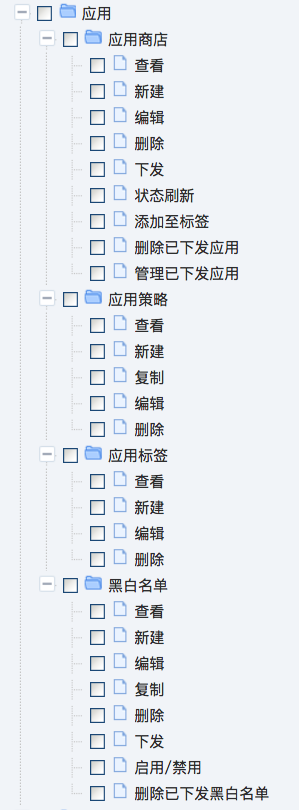 应用
应用商店
查看
新建
编辑
删除
下发
状态刷新
添加至标签
删除已下发应用
管理已下发应用
应用策略
查看
新建
复制
编辑
删除
应用标签
查看
新建
编辑
删除
黑白名单
查看
新建
编辑
复制
删除
下发
启用/禁用
删除已下发黑白名单